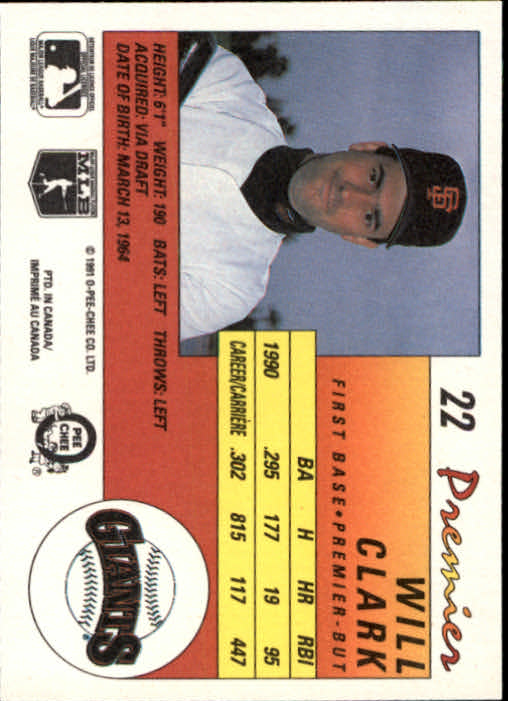 22 Premier
WILL
CLARK
FIRST BASE•PREMIER-BUT
BA H HR RBI
1990 .295 177 19 95
CAREER/CARRIÈRE .302 815 117 447
SF
HEIGHT: 6'1" WEIGHT: 190 BATS: LEFT THROWS: LEFT
ACQUIRED: VIA DRAFT
DATE OF BIRTH: MARCH 13, 1964
GIANTS
MLB
© 1991 O-PEE-CHEE CO. LTD.
PTD. IN CANADA/
IMPRIMÉ AU CANADA
O
PEE
CHEE
®